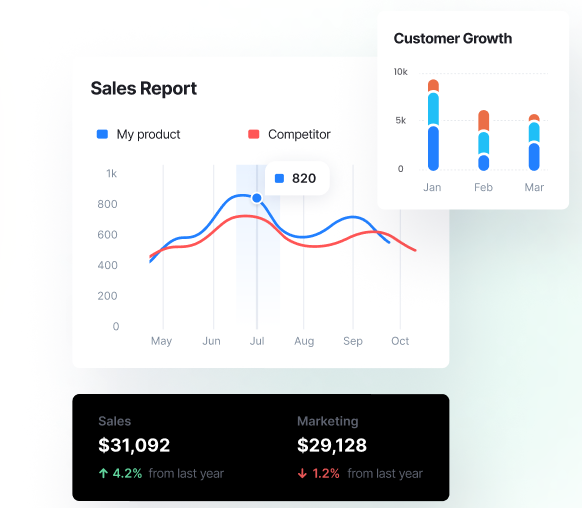 Customer Growth
10k
5k
0
Jan Feb Mar
Sales Report
My product Competitor
820
1k
800
600
400
200
0
May Jun Jul Aug Sep Oct
Sales Marketing
$31,092 $29,128
↑ 4.2% from last year ↓ 1.2% from last year